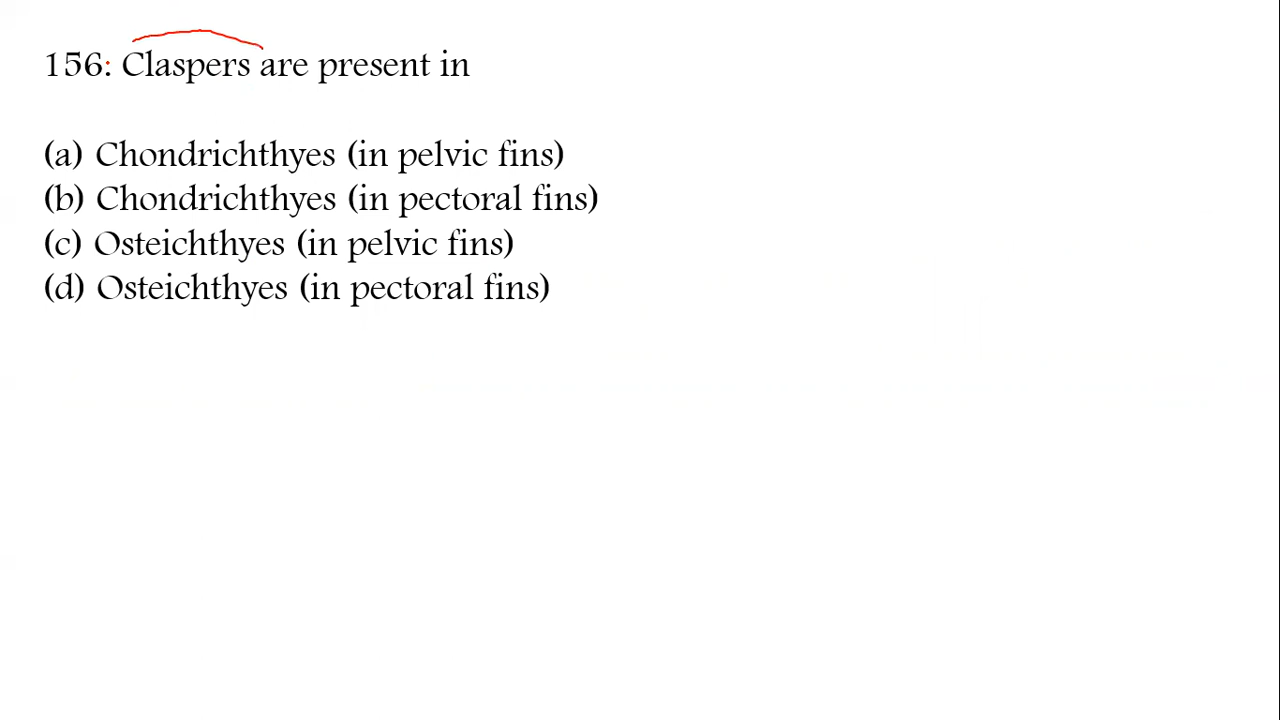 156: Claspers are present in
(a) Chondrichthyes (in pelvic fins)
(b) Chondrichthyes (in pectoral fins)
(c) Osteichthyes (in pelvic fins)
(d) Osteichthyes (in pectoral fins)